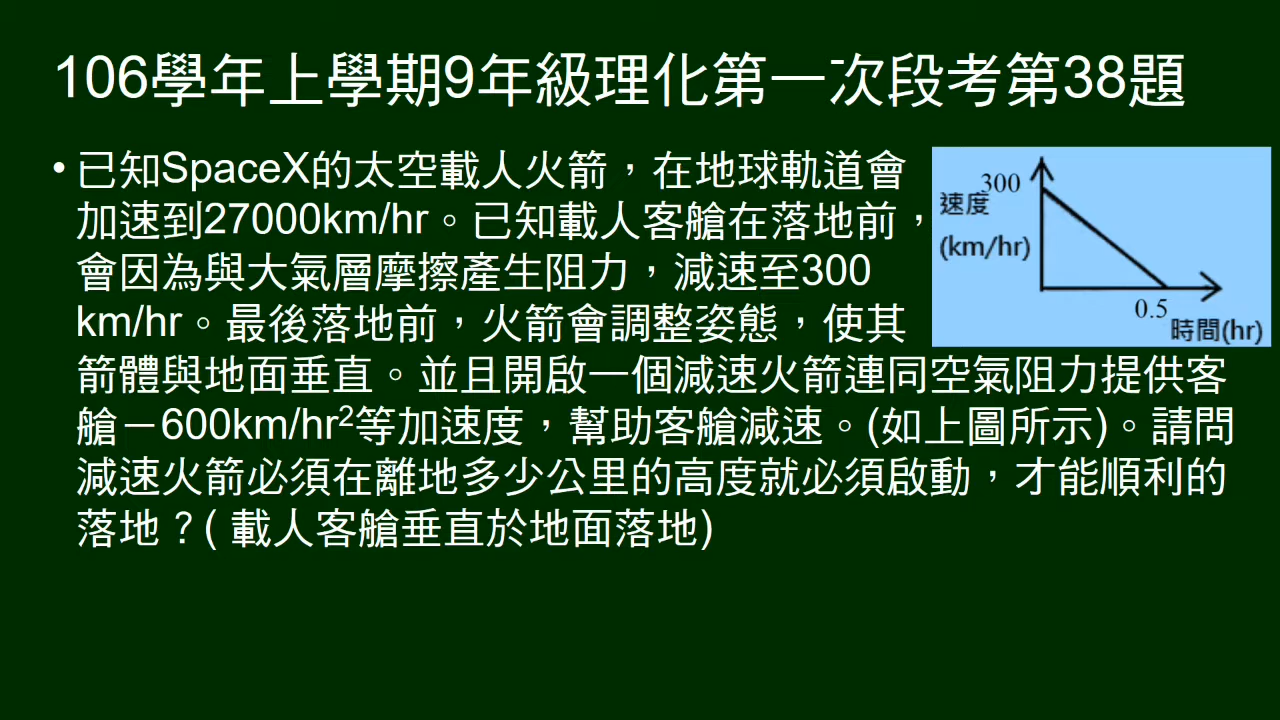 106學年上學期9年級理化第一次段考第38題
•已知SpaceX的太空載人火箭，在地球軌道會
加速到27000km/hr。已知載人客艙在落地前，
會因為與大氣層摩擦產生阻力，減速至300
km/hr。最後落地前，火箭會調整姿態，使其
箭體與地面垂直。並且開啟一個減速火箭連同空氣阻力提供客
艙－600km/hr²等加速度，幫助客艙減速。(如上圖所示)。請問
減速火箭必須在離地多少公里的高度就必須啟動，才能順利的
落地？( 載人客艙垂直於地面落地)
300
速度
(km/hr)
0.5
時間(hr)